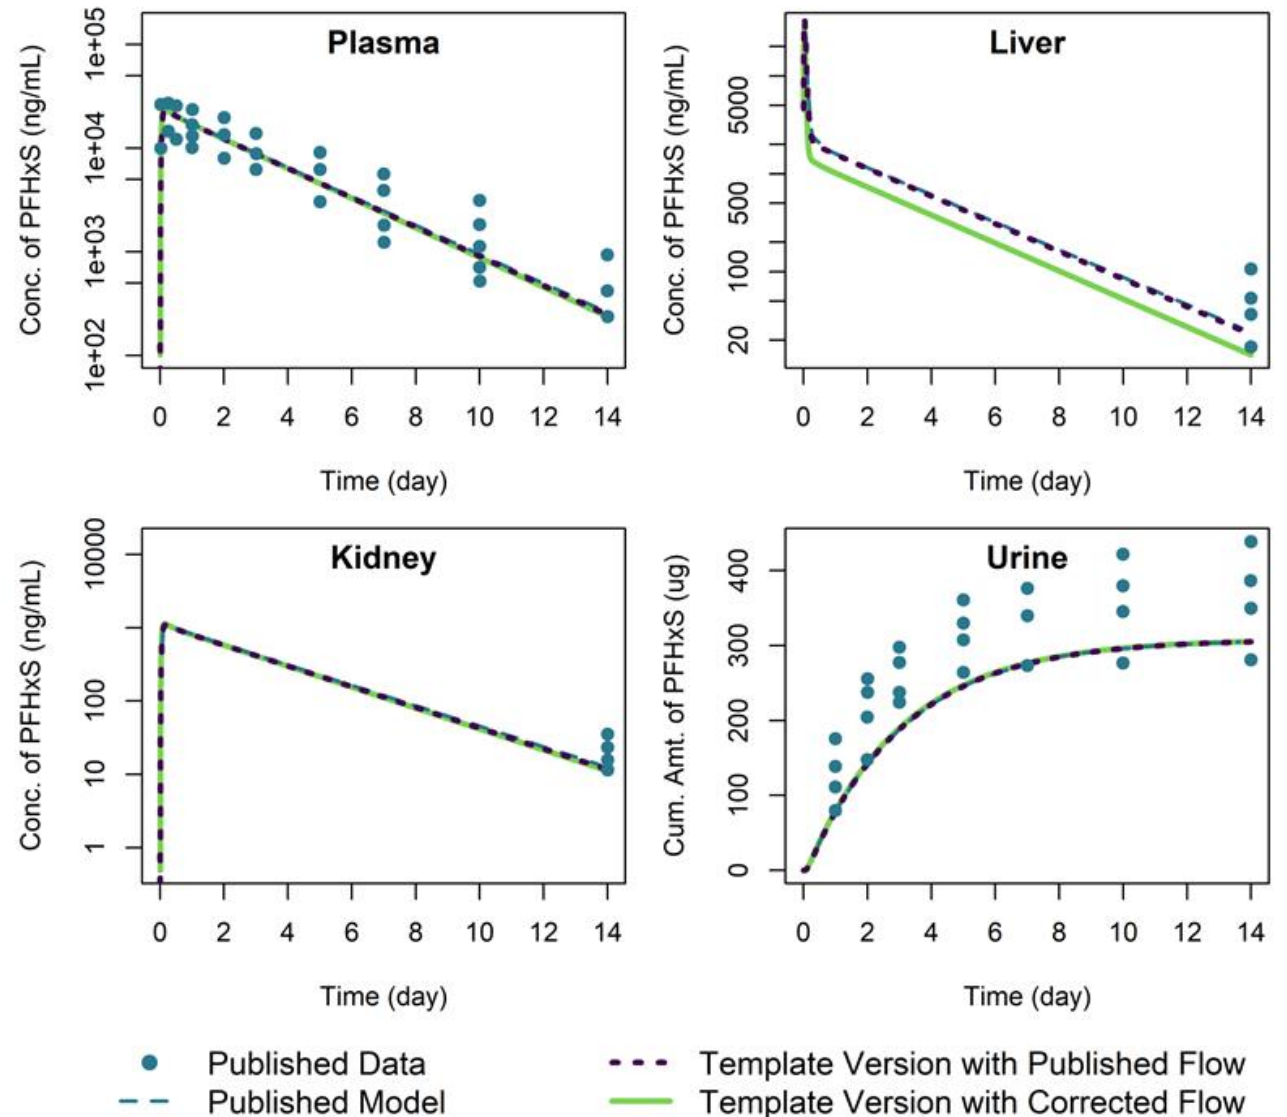 Plasma
Conc. of PFHxS (ng/mL)
1e+05
1e+04
1e+03
1e+02
0 2 4 6 8 10 12 14
Time (day)
Liver
Conc. of PFHxS (ng/mL)
5000
500
100
20
0 2 4 6 8 10 12 14
Time (day)
Kidney
Conc. of PFHxS (ng/mL)
10000
100
10
1
0 2 4 6 8 10 12 14
Time (day)
Urine
Cum. Amt. of PFHxS (ug)
400
300
200
100
0
0 2 4 6 8 10 12 14
Time (day)
Published Data
Published Model
Template Version with Published Flow
Template Version with Corrected Flow